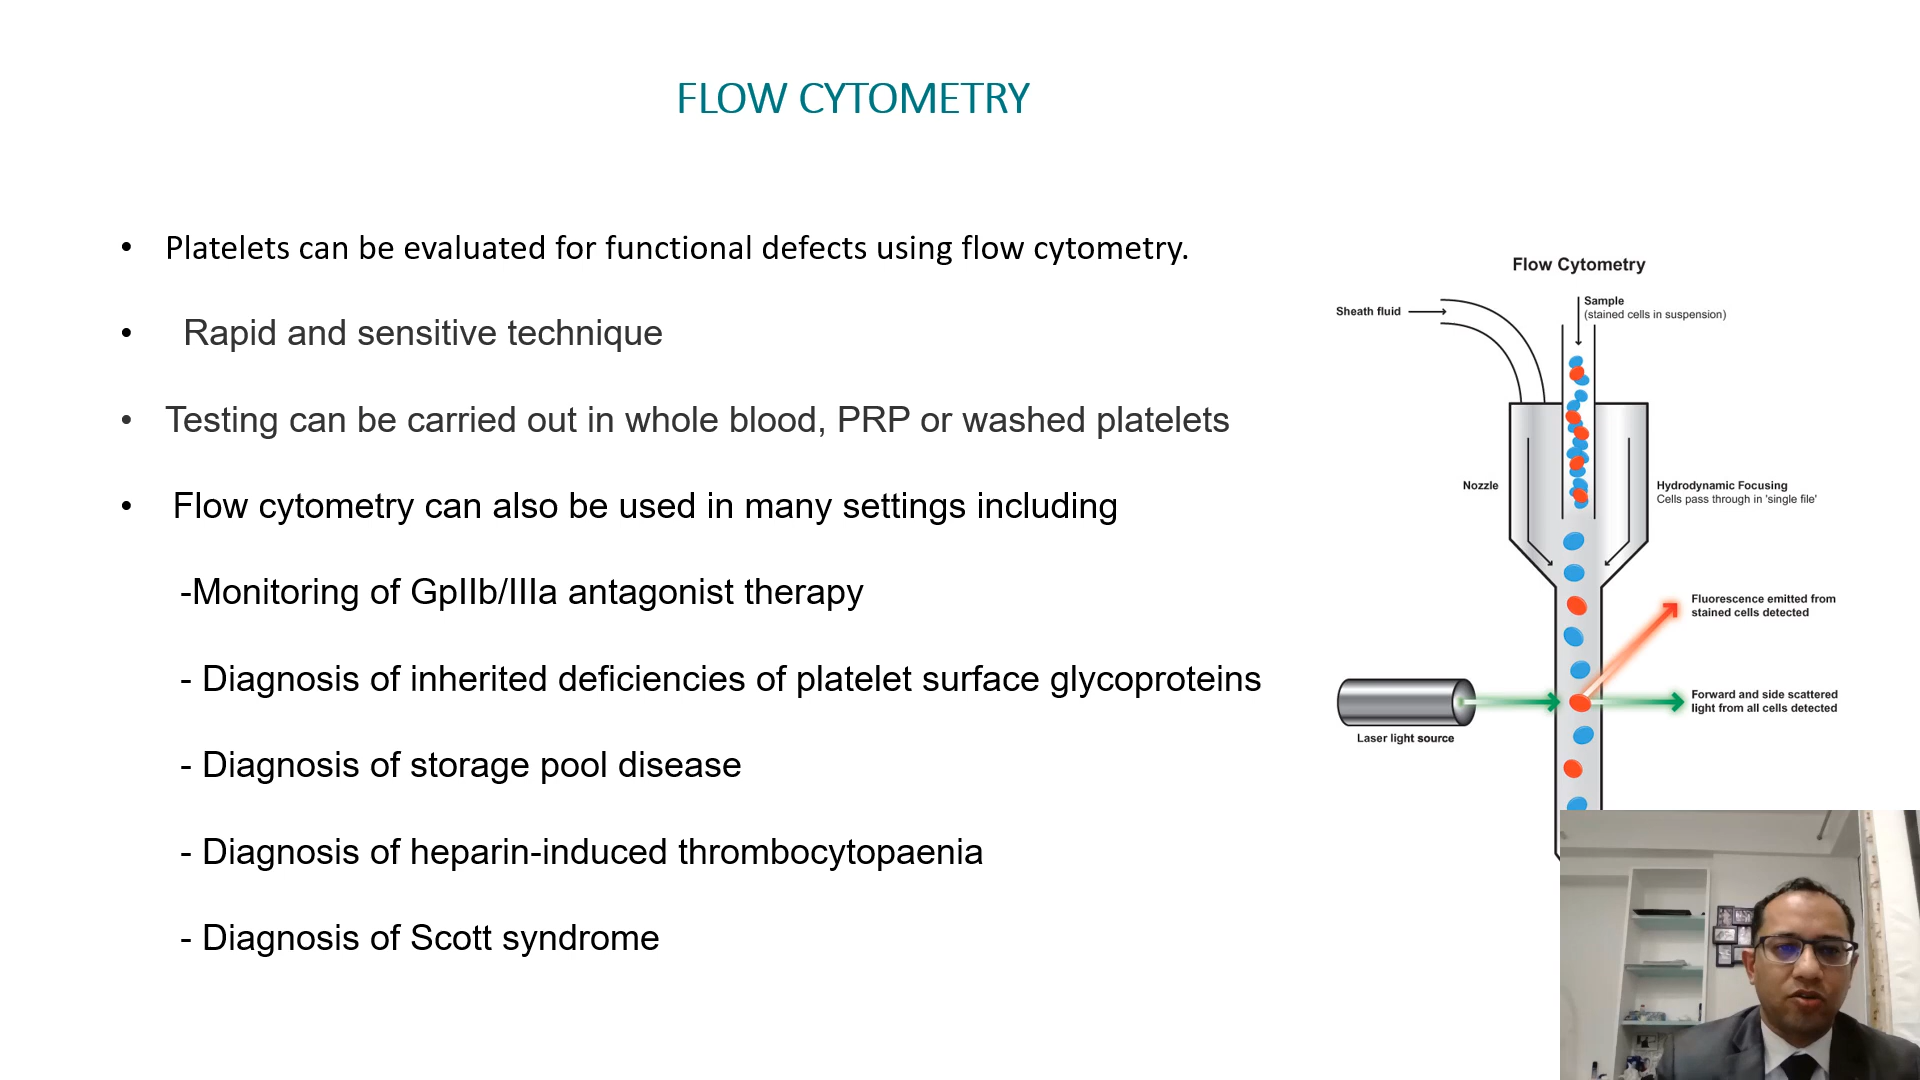 FLOW CYTOMETRY
• Platelets can be evaluated for functional defects using flow cytometry.
• Rapid and sensitive technique
• Testing can be carried out in whole blood, PRP or washed platelets
• Flow cytometry can also be used in many settings including
-Monitoring of GpIIb/IIIa antagonist therapy
- Diagnosis of inherited deficiencies of platelet surface glycoproteins
- Diagnosis of storage pool disease
- Diagnosis of heparin-induced thrombocytopaenia
- Diagnosis of Scott syndrome
Flow Cytometry
Sheath fluid
Sample
(stained cells in suspension)
Nozzle
Hydrodynamic Focusing
Cells pass through in 'single file'
Fluorescence emitted from
stained cells detected
Forward and side scattered
light from all cells detected
Laser light source